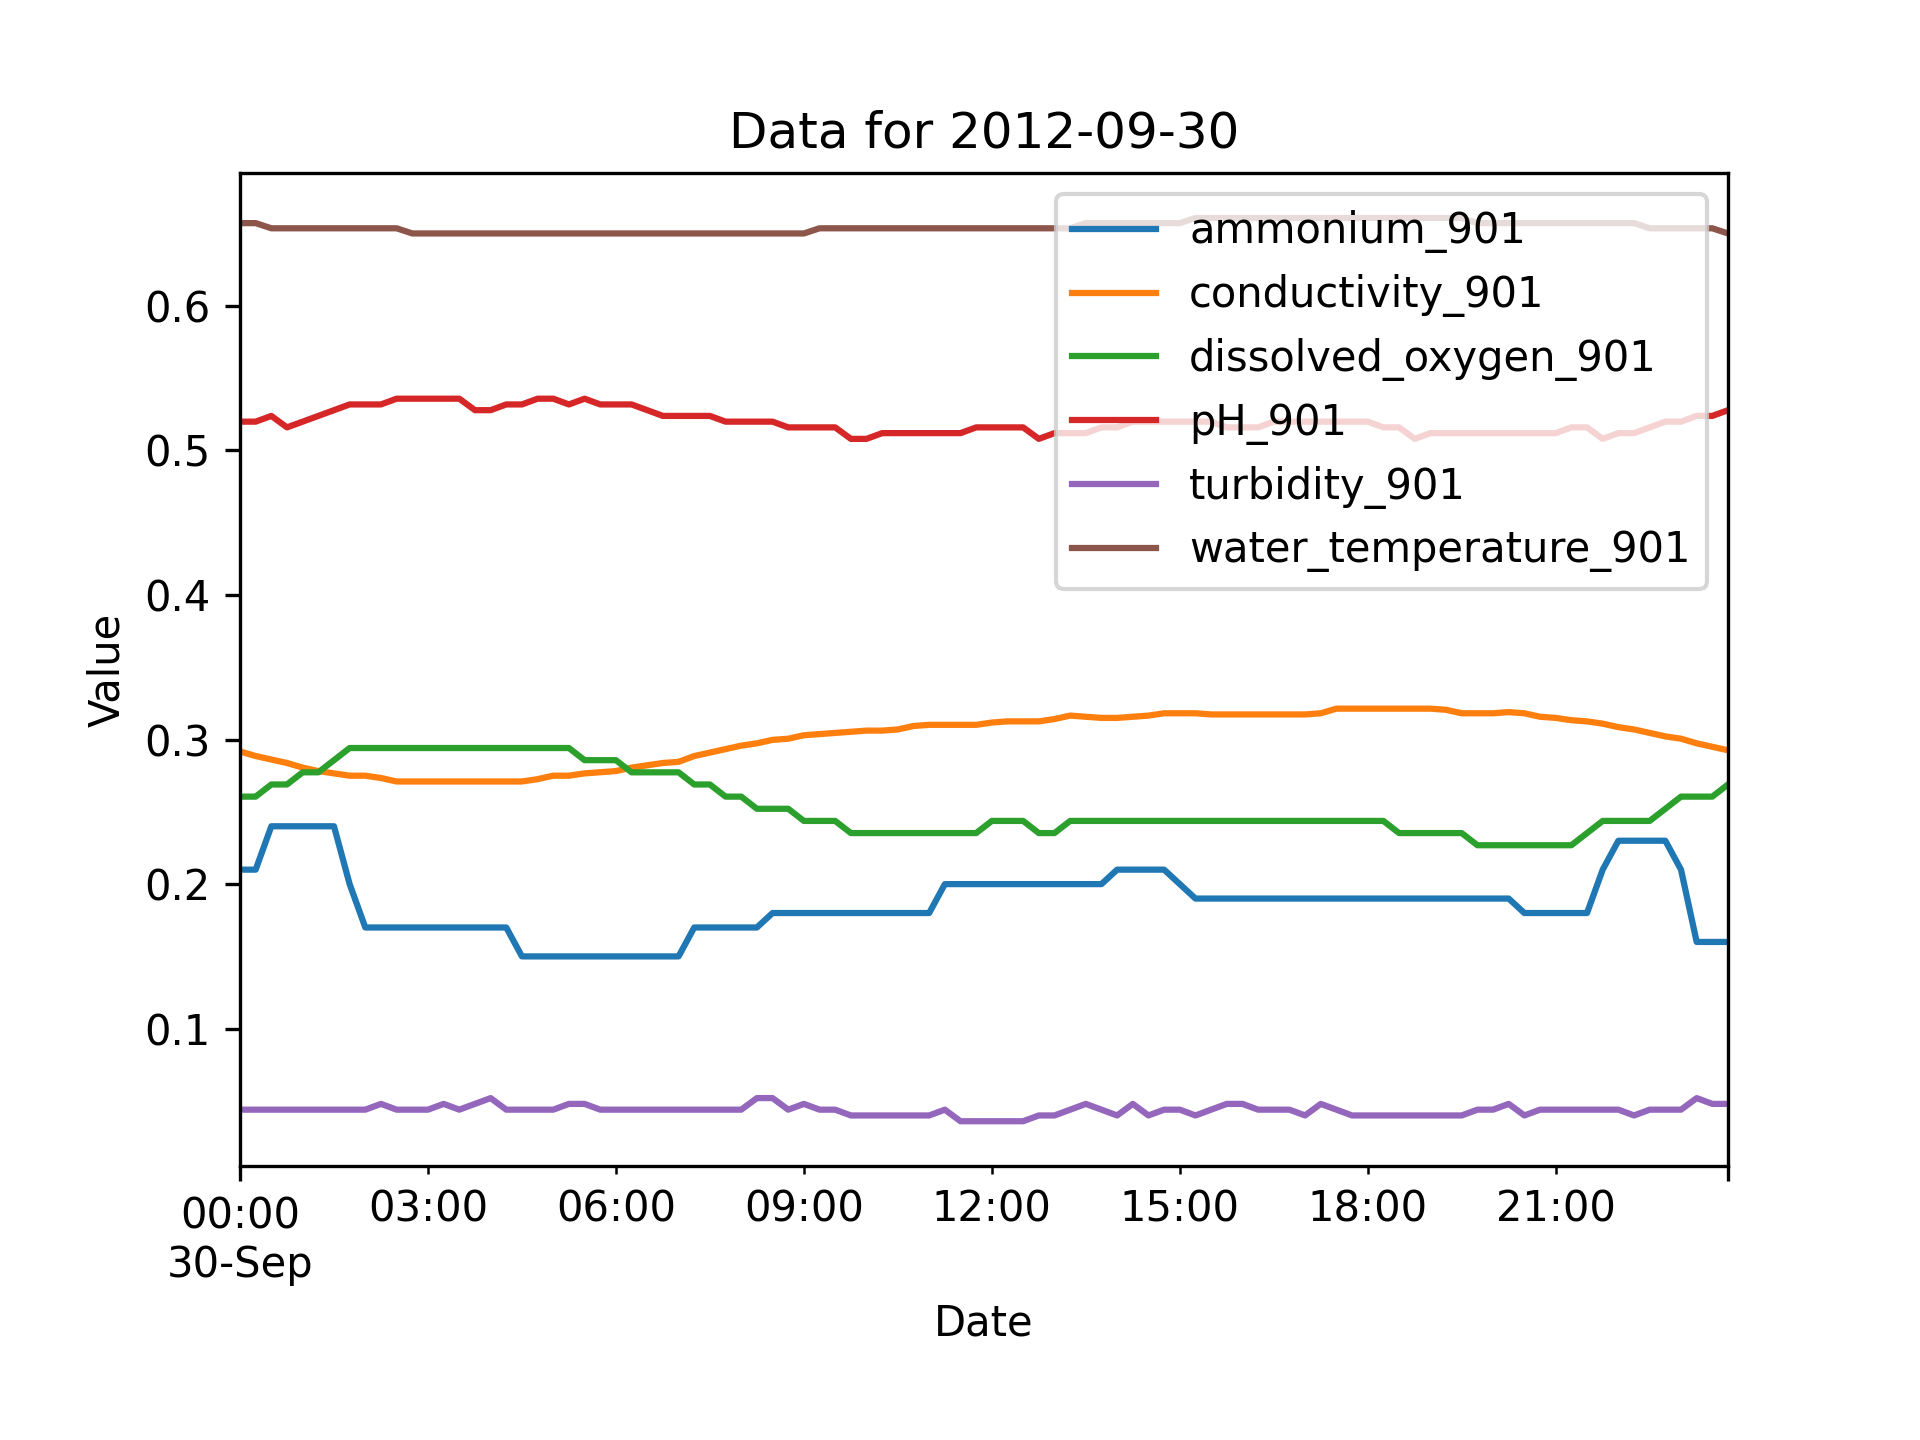 Data for 2012-09-30
ammonium_901
conductivity_901
dissolved_oxygen_901
pH_901
turbidity_901
water_temperature_901
0.6
0.5
0.4
0.3
0.2
0.1
Value
00:00 03:00 06:00 09:00 12:00 15:00 18:00 21:00
30-Sep
Date